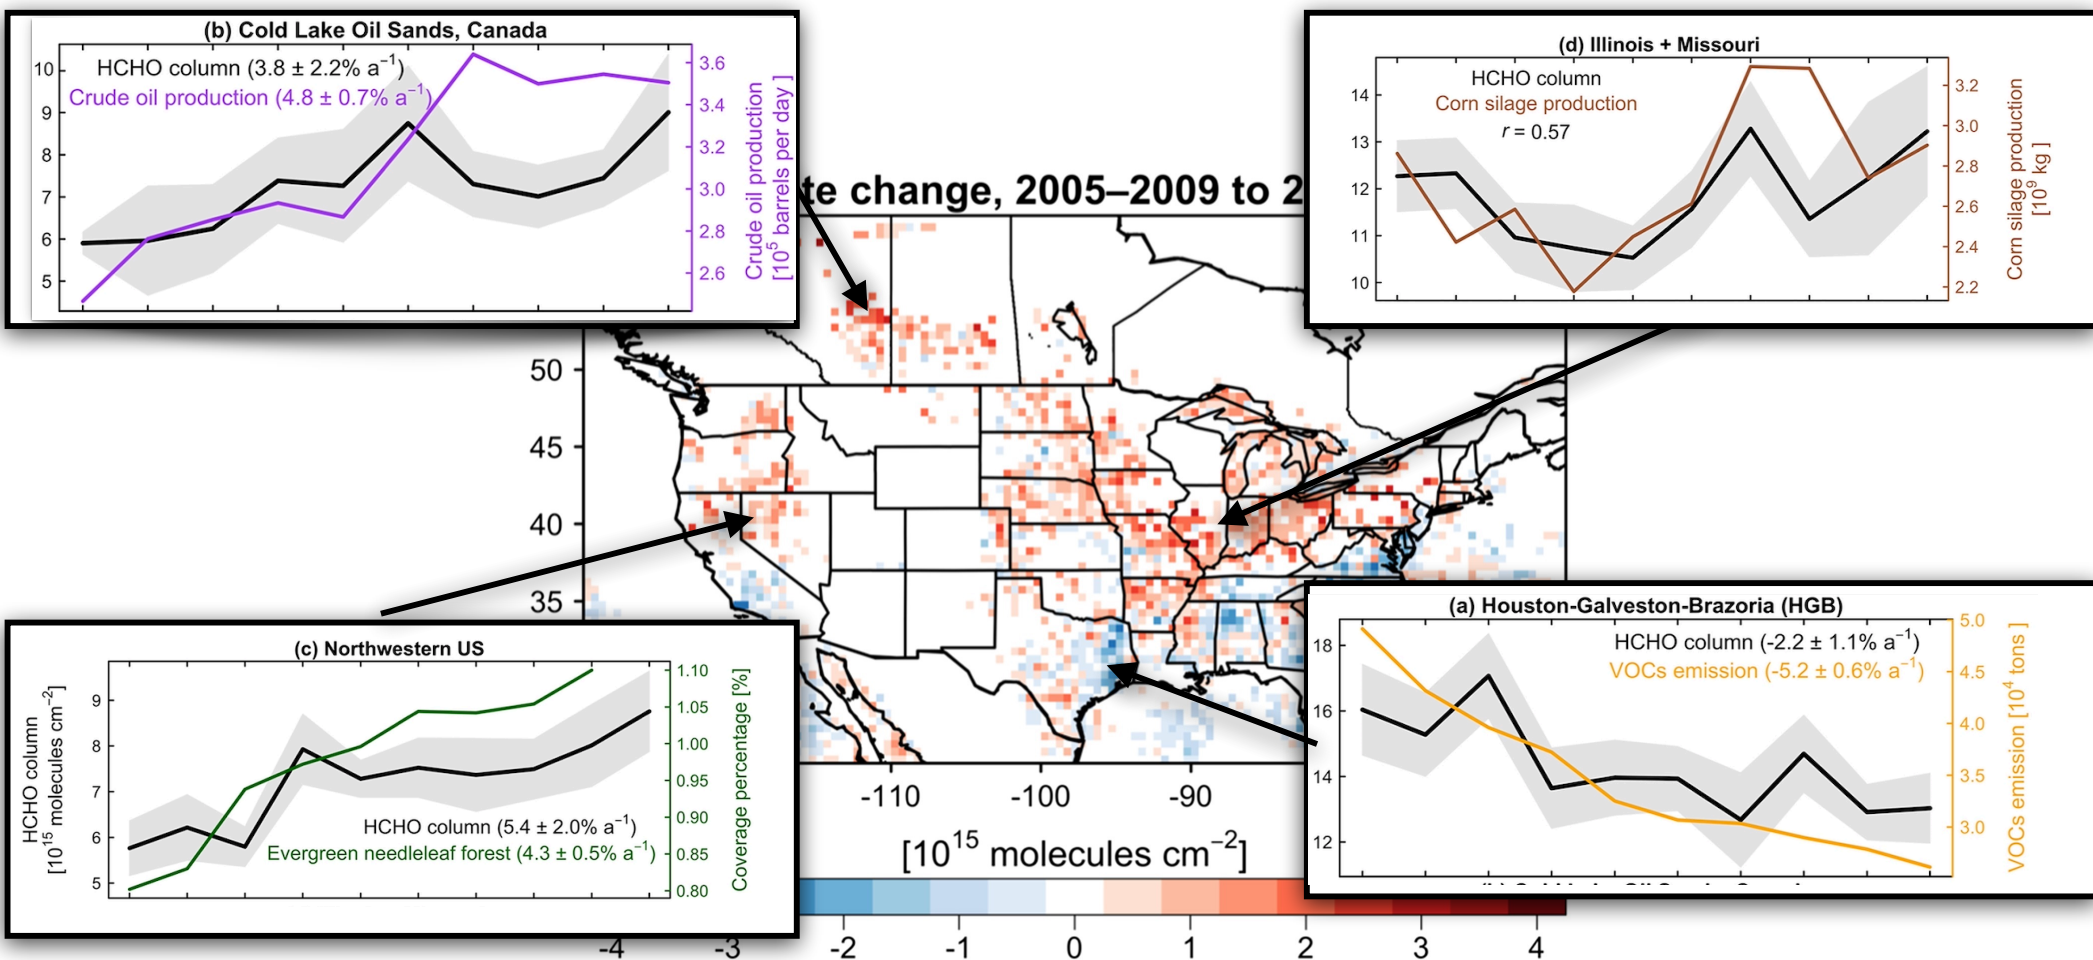 (b) Cold Lake Oil Sands, Canada
HCHO column (3.8 ± 2.2% a⁻¹)
Crude oil production (4.8 ± 0.7% a⁻¹)
10
9
8
7
6
5
3.6
3.4
3.2
3.0
2.8
2.6
Crude oil production
[10⁵ barrels per day ]
(d) Illinois + Missouri
HCHO column
Corn silage production
r = 0.57
14
13
12
11
10
3.2
3.0
2.8
2.6
2.4
2.2
Corn silage production
[10⁹ kg ]
te change, 2005–2009 to 2
50
45
40
35
-110
-100
-90
[10¹⁵ molecules cm⁻²]
-4
-3
-2
-1
0
1
2
3
4
(c) Northwestern US
HCHO column
[10¹⁵ molecules cm⁻²]
9
8
7
6
5
HCHO column (5.4 ± 2.0% a⁻¹)
Evergreen needleleaf forest (4.3 ± 0.5% a⁻¹)
1.10
1.05
1.00
0.95
0.90
0.85
0.80
Coverage percentage [%]
(a) Houston-Galveston-Brazoria (HGB)
HCHO column (-2.2 ± 1.1% a⁻¹)
VOCs emission (-5.2 ± 0.6% a⁻¹)
18
16
14
12
5.0
4.5
4.0
3.5
3.0
VOCs emission [10⁴ tons ]